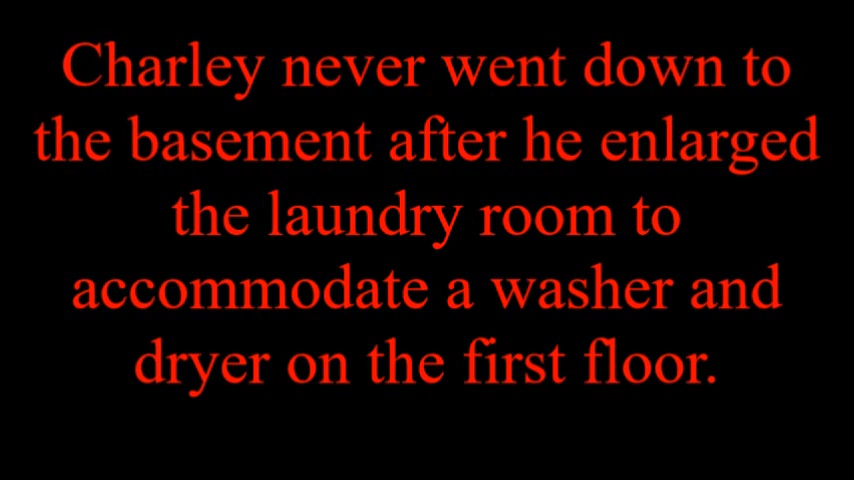 Charley never went down to
the basement after he enlarged
the laundry room to
accommodate a washer and
dryer on the first floor.